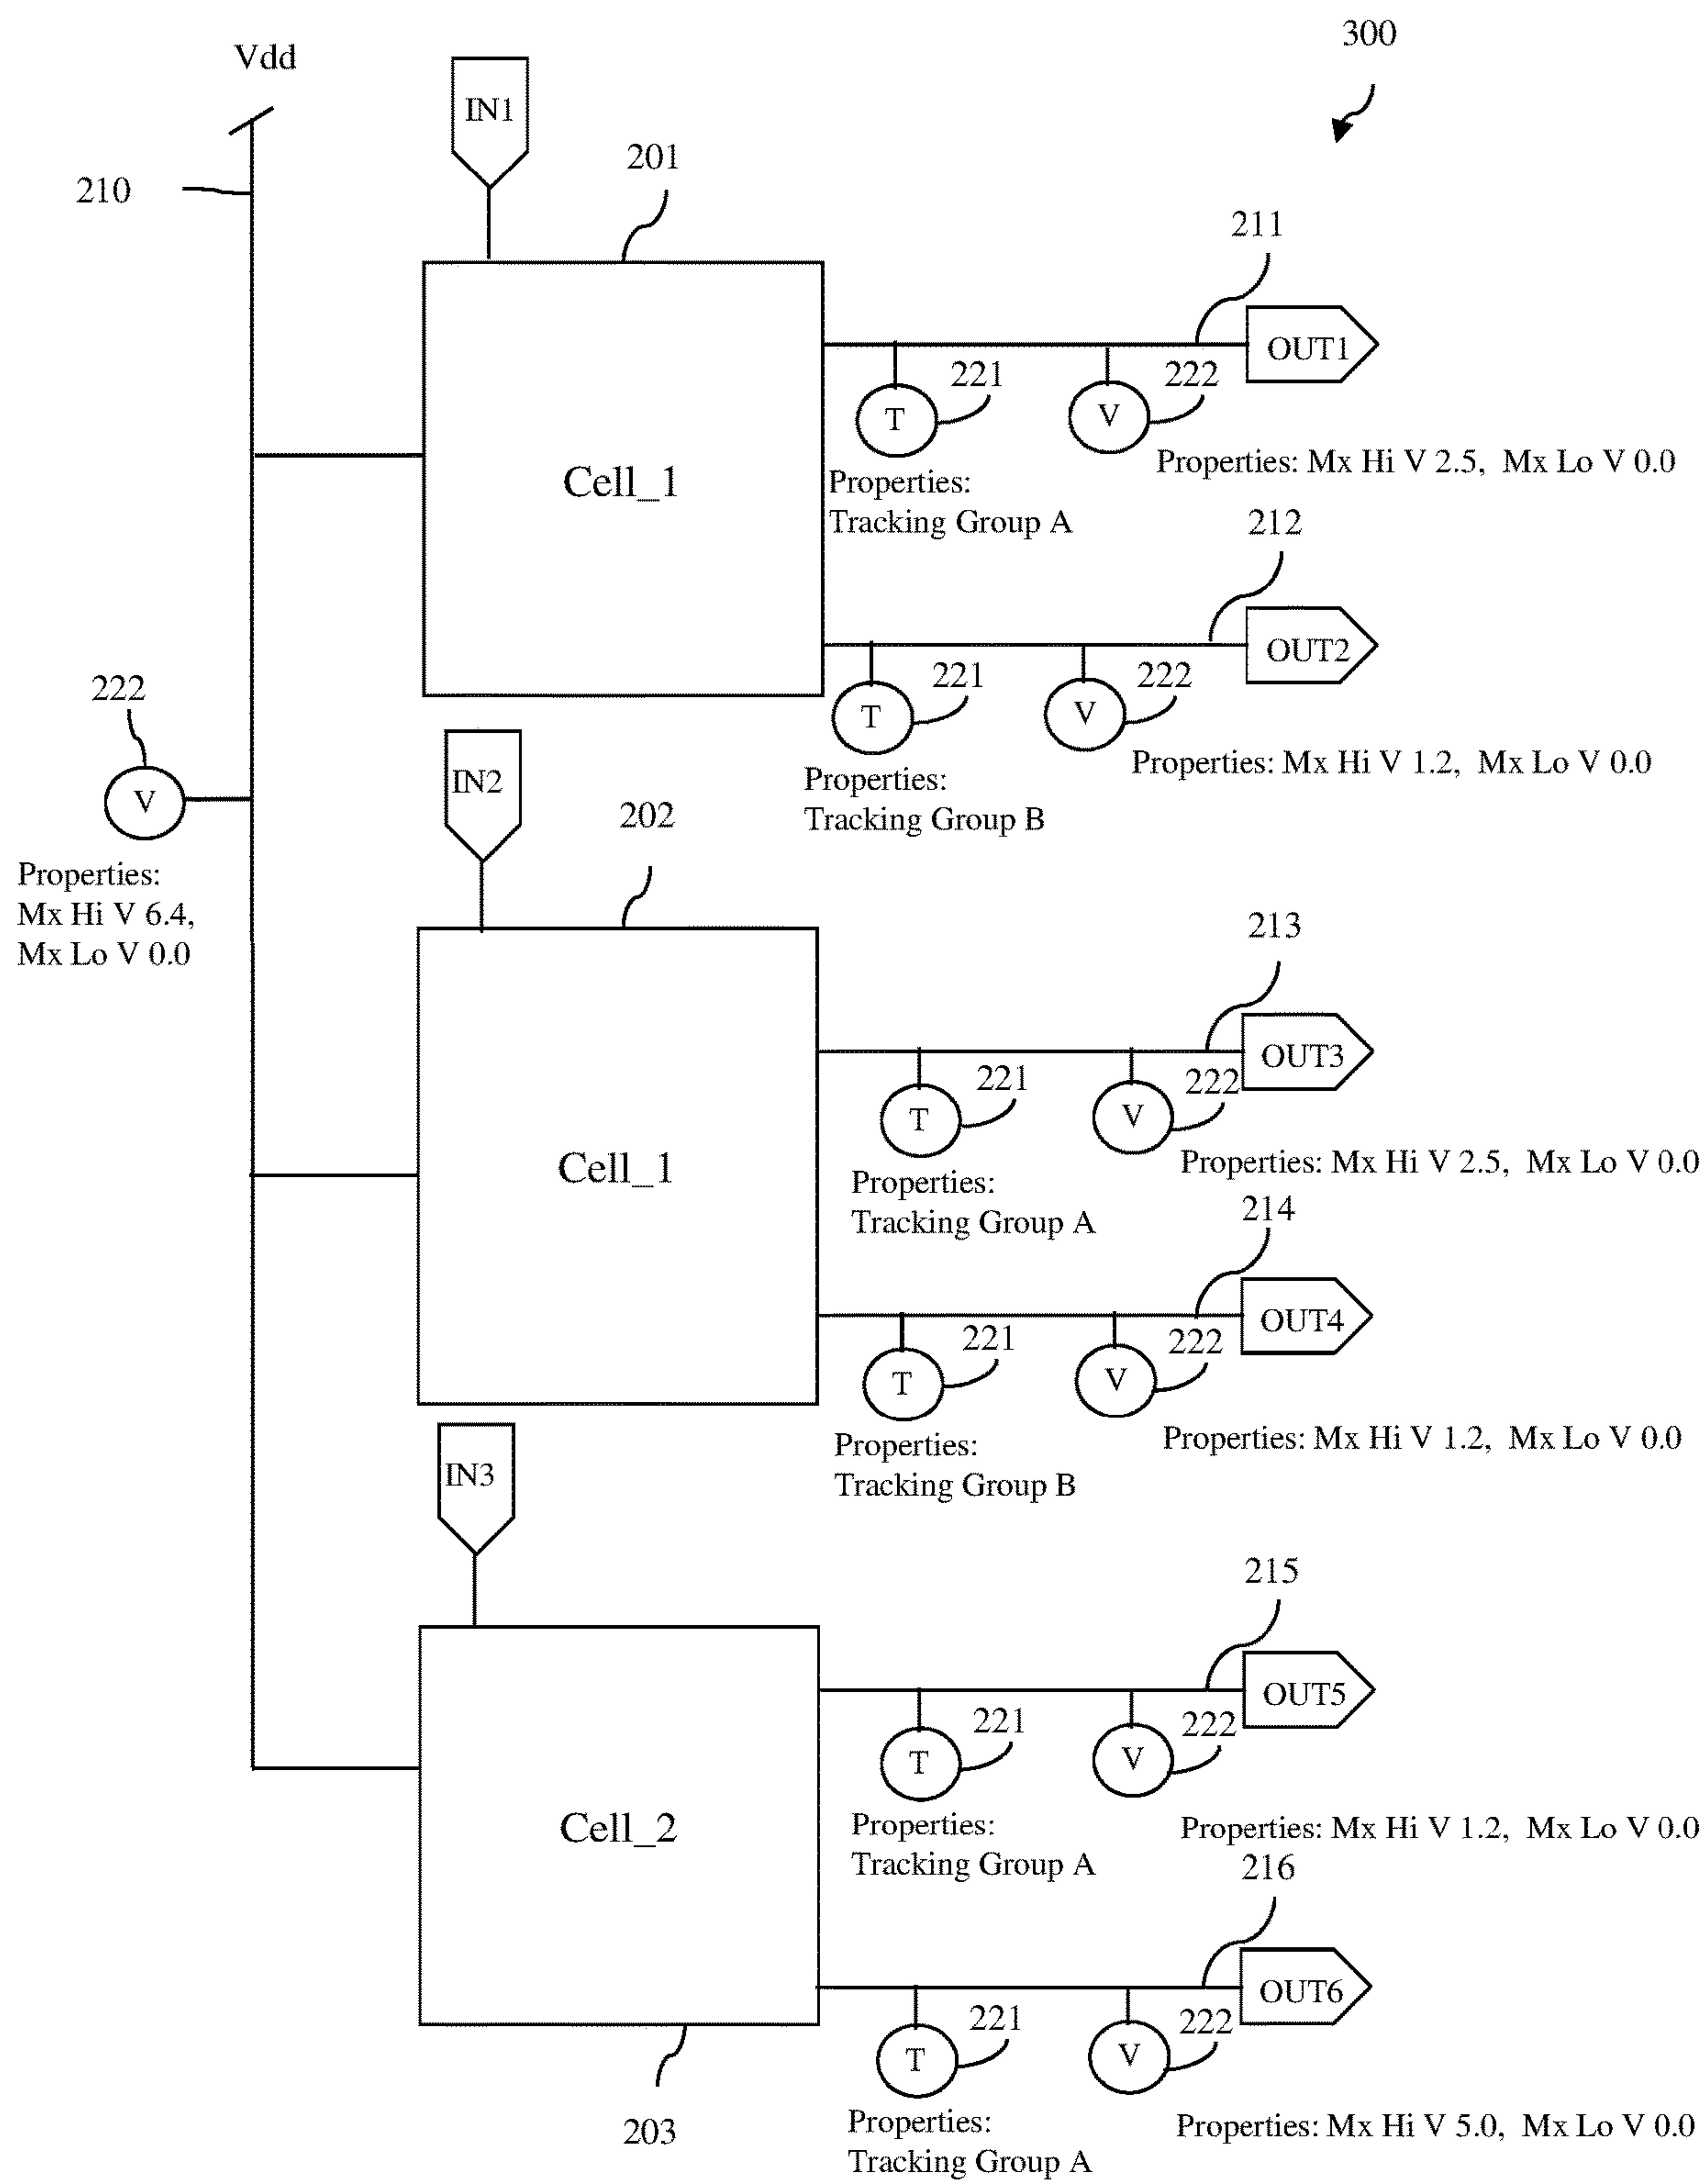 300
Vdd
IN1
210
201
211
OUT1
221
222
T
V
Properties: Mx Hi V 2.5, Mx Lo V 0.0
Cell_1
Properties:
Tracking Group A
212
OUT2
221
222
T
V
Properties: Mx Hi V 1.2, Mx Lo V 0.0
Properties:
Tracking Group B
222
V
Properties:
Mx Hi V 6.4,
Mx Lo V 0.0
IN2
202
213
OUT3
221
222
T
V
Properties: Mx Hi V 2.5, Mx Lo V 0.0
Cell_1
Properties:
Tracking Group A
214
OUT4
221
222
T
V
Properties: Mx Hi V 1.2, Mx Lo V 0.0
Properties:
Tracking Group B
IN3
215
OUT5
221
222
T
V
Properties: Mx Hi V 1.2, Mx Lo V 0.0
Cell_2
Properties:
Tracking Group A
216
OUT6
221
222
T
V
Properties: Mx Hi V 5.0, Mx Lo V 0.0
203
Properties:
Tracking Group A